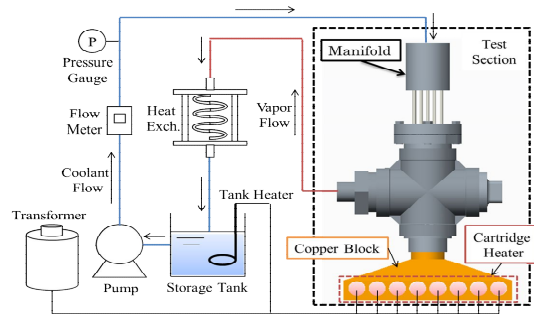 P
Pressure
Gauge
Manifold
Test
Section
Flow
Meter
Heat
Exch.
Vapor
Flow
Coolant
Flow
Transformer
Tank Heater
Copper Block
Cartridge
Heater
Pump
Storage Tank